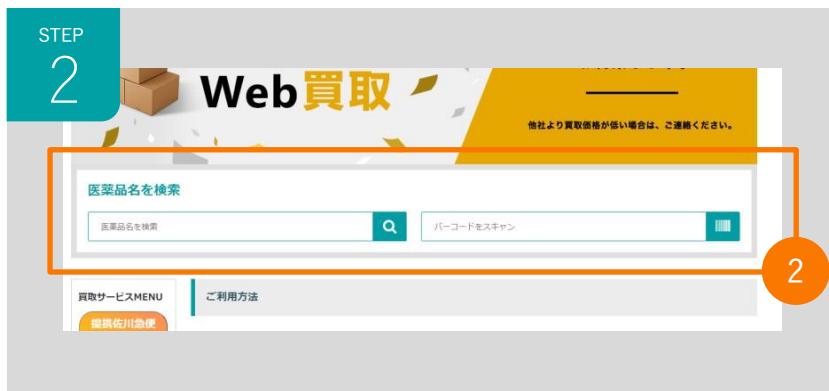 STEP
2
Web買取
他社より買取価格が低い場合は、ご連絡ください。
医薬品名を検索
医薬品名を検索
バーコードをスキャン
2
買取サービスMENU
ご利用方法
提携佐川急便